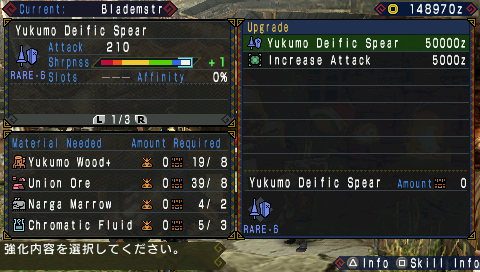 Current: Blademstr
148970z
Yukumo Deific Spear
Attack 210
Shrpnss +1
RARE-6 Slots --- Affinity 0%
L 1/3 R
Material Needed Amount Required
Yukumo Wood+ 0 19/ 8
Union Ore 0 39/ 8
Narga Marrow 0 4/ 2
Chromatic Fluid 0 5/ 3
Upgrade
Yukumo Deific Spear 50000z
Increase Attack 5000z
Yukumo Deific Spear Amount 0
RARE-6
強化内容を選択してください。
Info Skill Info